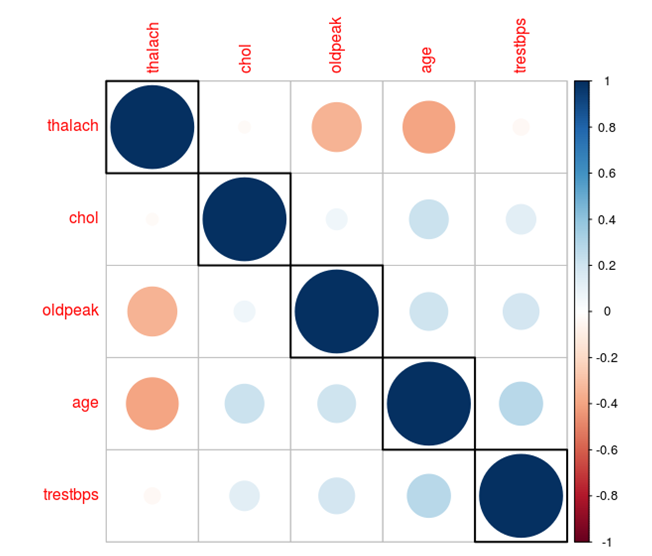 thalach
chol
oldpeak
age
trestbps
thalach
chol
oldpeak
age
trestbps
1
0.8
0.6
0.4
0.2
0
-0.2
-0.4
-0.6
-0.8
-1